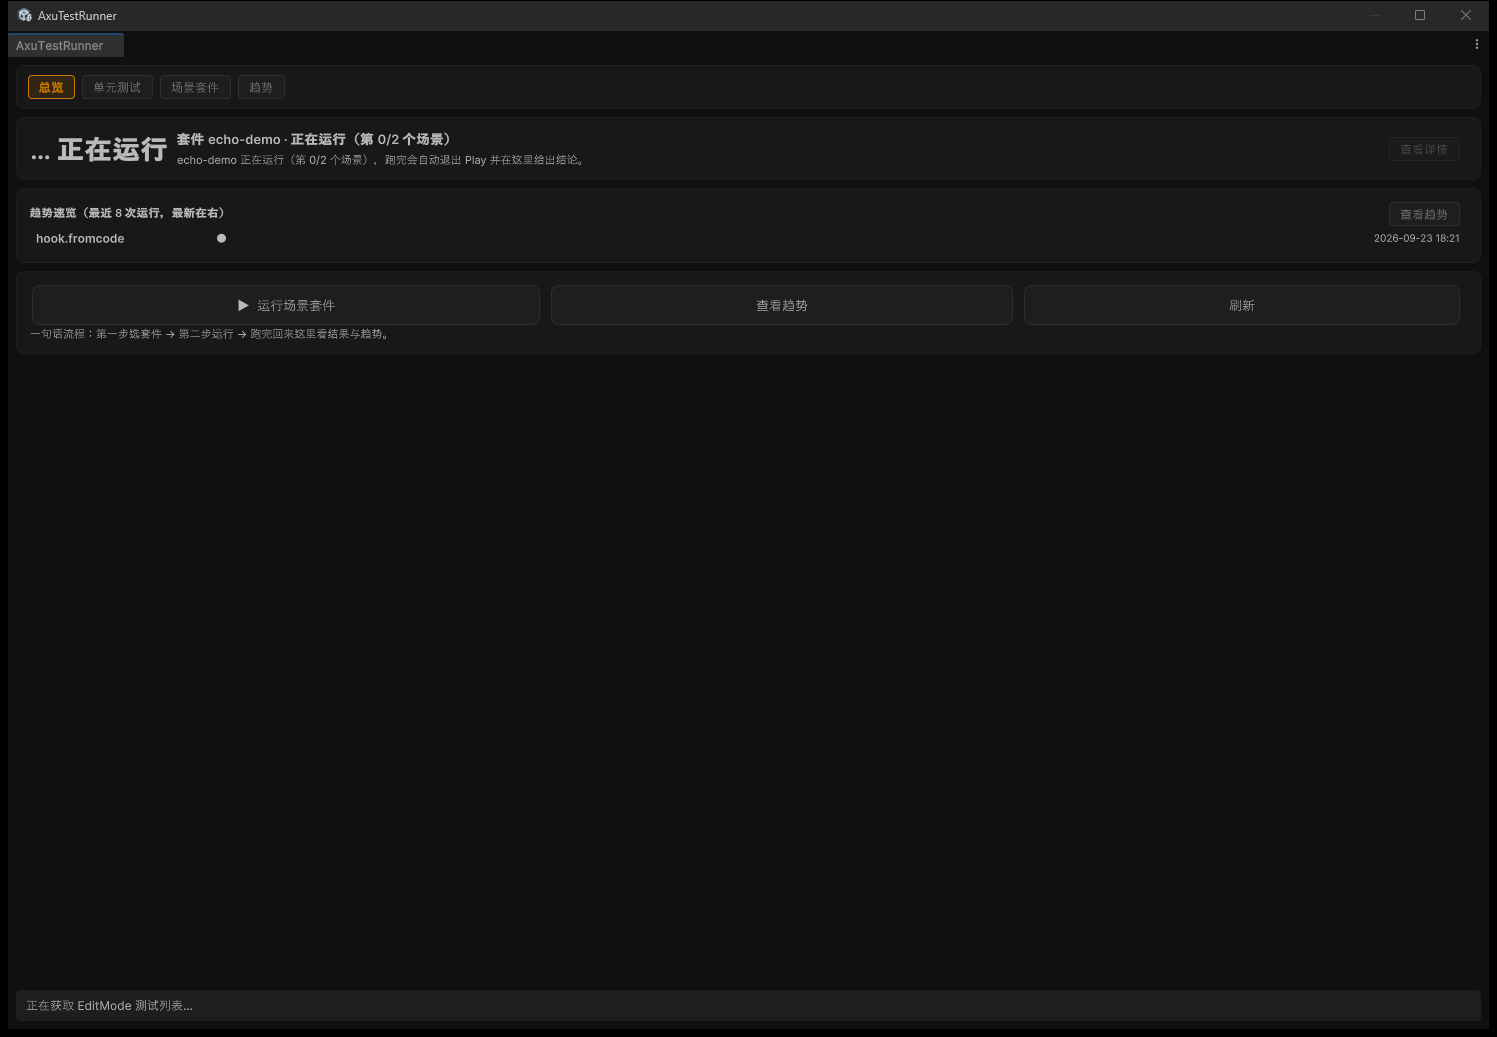 AxuTestRunner
AxuTestRunner
总览 单元测试 场景套件 趋势
... 正在运行
套件 echo-demo · 正在运行（第 0/2 个场景）
echo-demo 正在运行（第 0/2 个场景），跑完会自动退出 Play 并在这里给出结论。
查看详情
趋势速览（最近 8 次运行，最新在右）
查看趋势
hook.fromcode
2026-09-23 18:21
▶ 运行场景套件
查看趋势
刷新
一句话流程：第一步选套件 → 第二步运行 → 跑完回来这里看结果与趋势。
正在获取 EditMode 测试列表...